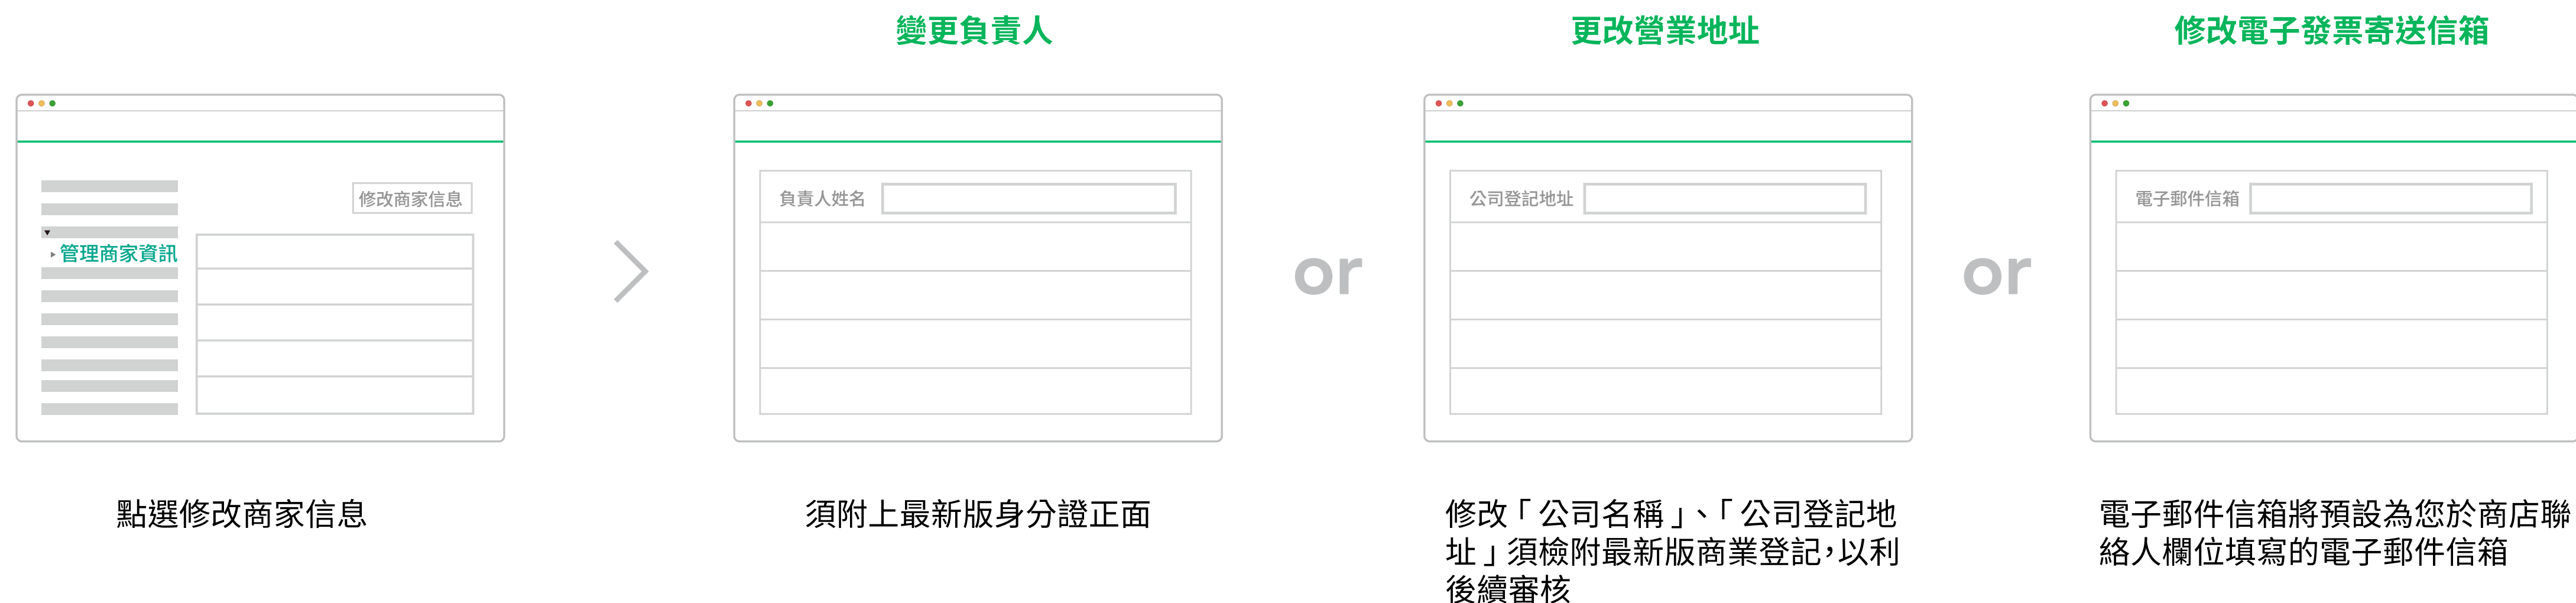 變更負責人
更改營業地址
修改電子發票寄送信箱
修改商家信息
管理商家資訊
負責人姓名
or
公司登記地址
or
電子郵件信箱
點選修改商家信息
須附上最新版身分證正面
修改「公司名稱」、「公司登記地
址」須檢附最新版商業登記，以利
後續審核
電子郵件信箱將預設為您於商店聯
絡人欄位填寫的電子郵件信箱